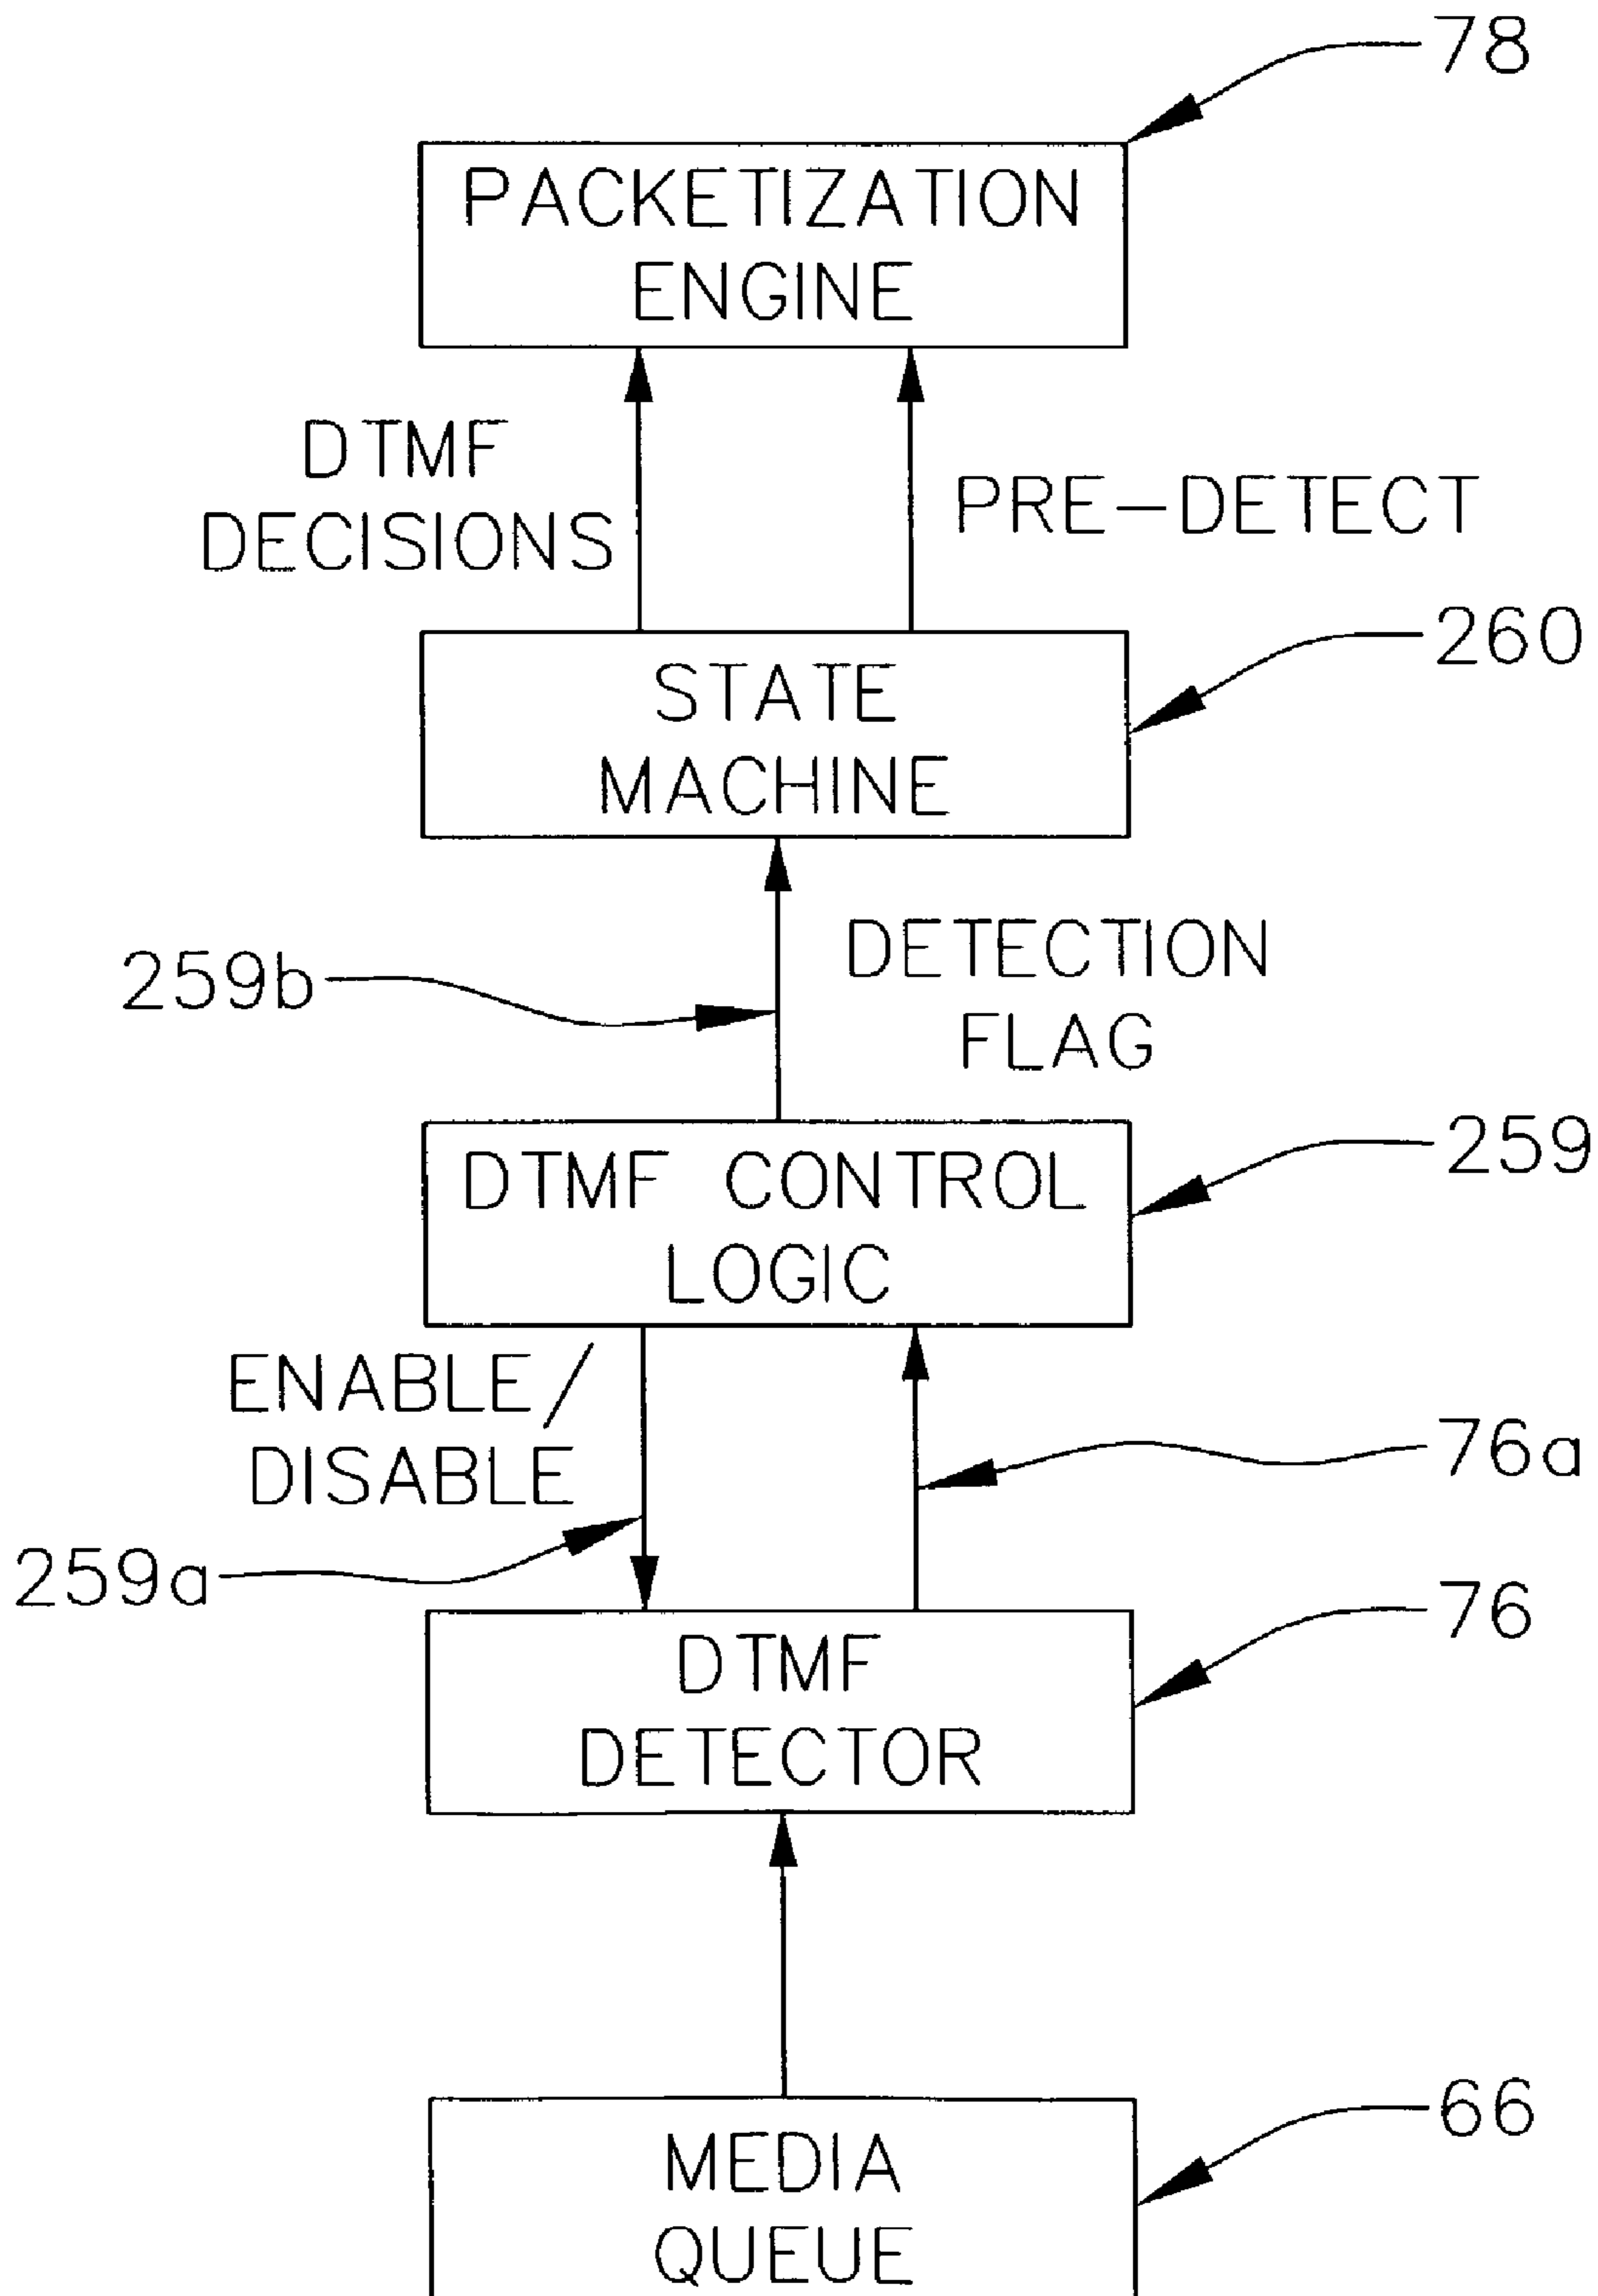 78
PACKETIZATION
ENGINE
DTMF
DECISIONS
PRE-DETECT
260
STATE
MACHINE
259b
DETECTION
FLAG
259
DTMF CONTROL
LOGIC
ENABLE/
DISABLE
76a
259a
76
DTMF
DETECTOR
66
MEDIA
QUEUE